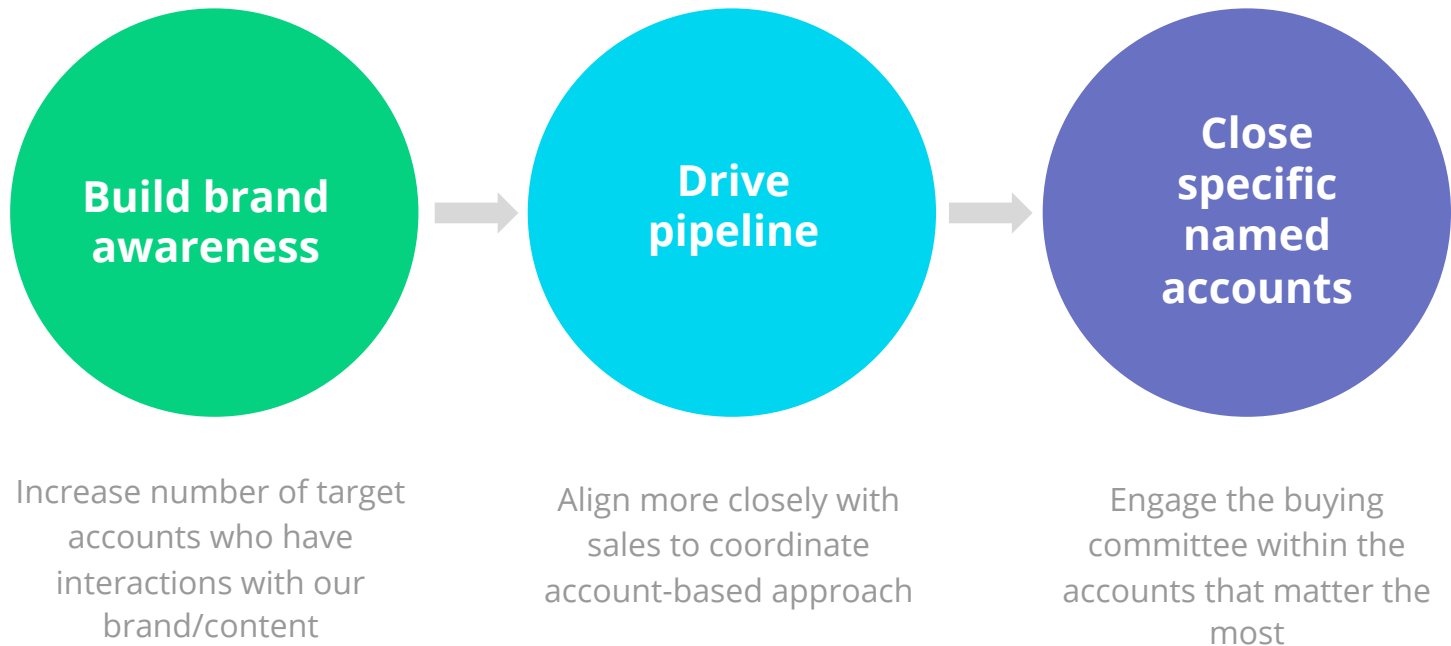 Build brand
awareness
Drive
pipeline
Close
specific
named
accounts
Increase number of target
accounts who have
interactions with our
brand/content
Align more closely with
sales to coordinate
account-based approach
Engage the buying
committee within the
accounts that matter the
most